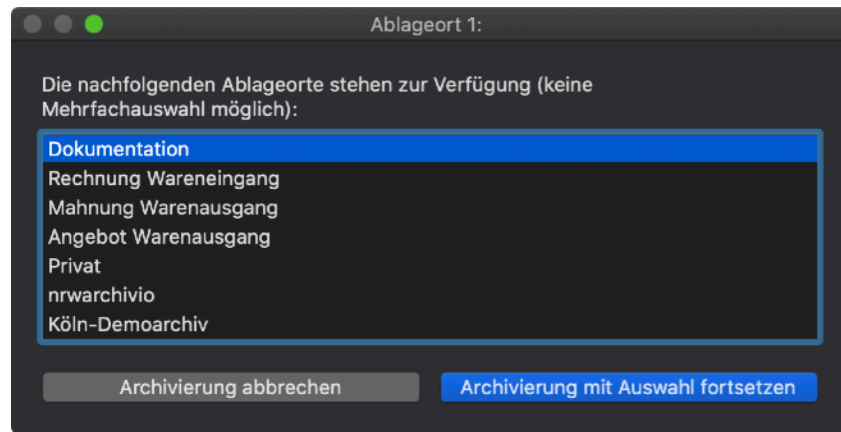 Ablageort 1:
Die nachfolgenden Ablageorte stehen zur Verfügung (keine
Mehrfachauswahl möglich):
Dokumentation
Rechnung Wareneingang
Mahnung Warenausgang
Angebot Warenausgang
Privat
nrwarchivio
Köln-Demoarchiv
Archivierung abbrechen
Archivierung mit Auswahl fortsetzen